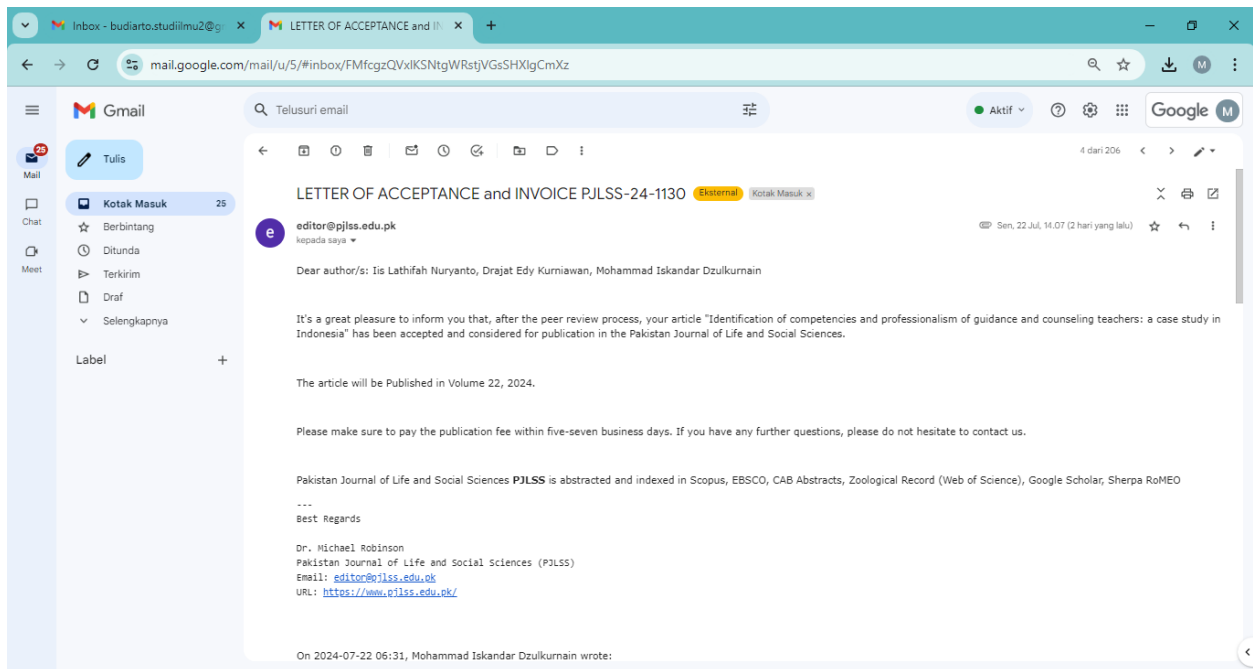 Inbox - budiarto.studiilmu2@g
LETTER OF ACCEPTANCE and IN
mail.google.com/mail/u/5/#inbox/FMfcgzQVxlKSNtgWRstjVGsSHXlgCmXz
M
Gmail
Telusuri email
Aktif
Google
M
25
Mail
Chat
Meet
Tulis
Kotak Masuk 25
Berbintang
Ditunda
Terkirim
Draf
Selengkapnya
Label
4 dari 206
LETTER OF ACCEPTANCE and INVOICE PJLSS-24-1130 Eksternal Kotak Masuk x
e
editor@pjlss.edu.pk
Sen, 22 Jul, 14.07 (2 hari yang lalu)
kepada saya
Dear author/s: Iis Lathifah Nuryanto, Drajat Edy Kurniawan, Mohammad Iskandar Dzulkurnain
It's a great pleasure to inform you that, after the peer review process, your article "Identification of competencies and professionalism of guidance and counseling teachers: a case study in
Indonesia" has been accepted and considered for publication in the Pakistan Journal of Life and Social Sciences.
The article will be Published in Volume 22, 2024.
Please make sure to pay the publication fee within five-seven business days. If you have any further questions, please do not hesitate to contact us.
Pakistan Journal of Life and Social Sciences PJLSS is abstracted and indexed in Scopus, EBSCO, CAB Abstracts, Zoological Record (Web of Science), Google Scholar, Sherpa RoMEO
---
Best Regards
Dr. Michael Robinson
Pakistan Journal of Life and Social Sciences (PJLSS)
Email: editor@pjlss.edu.pk
URL: https://www.pjlss.edu.pk/
On 2024-07-22 06:31, Mohammad Iskandar Dzulkurnain wrote: